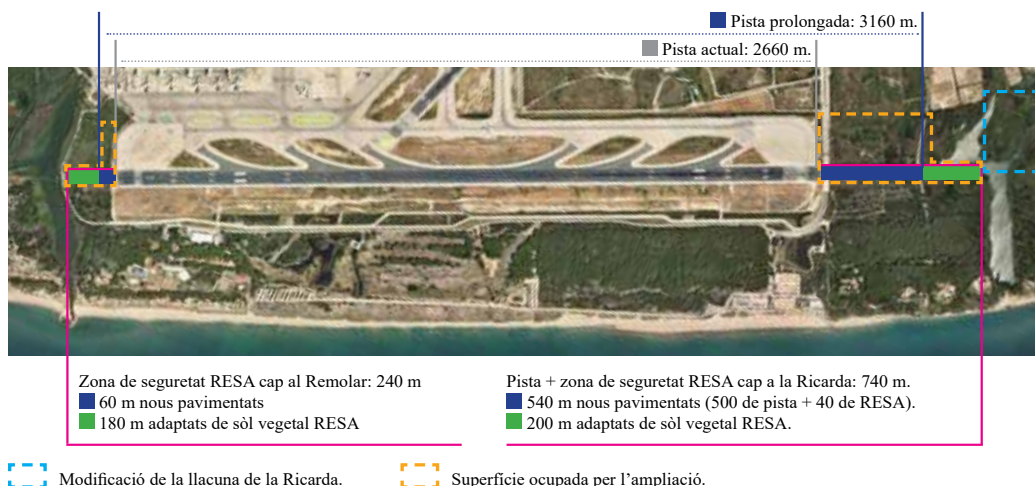 Pista prolongada: 3160 m.
Pista actual: 2660 m.
Zona de seguretat RESA cap al Remolar: 240 m
60 m nous pavimentats
180 m adaptats de sòl vegetal RESA
Pista + zona de seguretat RESA cap a la Ricarda: 740 m.
540 m nous pavimentats (500 de pista + 40 de RESA).
200 m adaptats de sòl vegetal RESA.
Modificació de la llacuna de la Ricarda.
Superfície ocupada per l’ampliació.